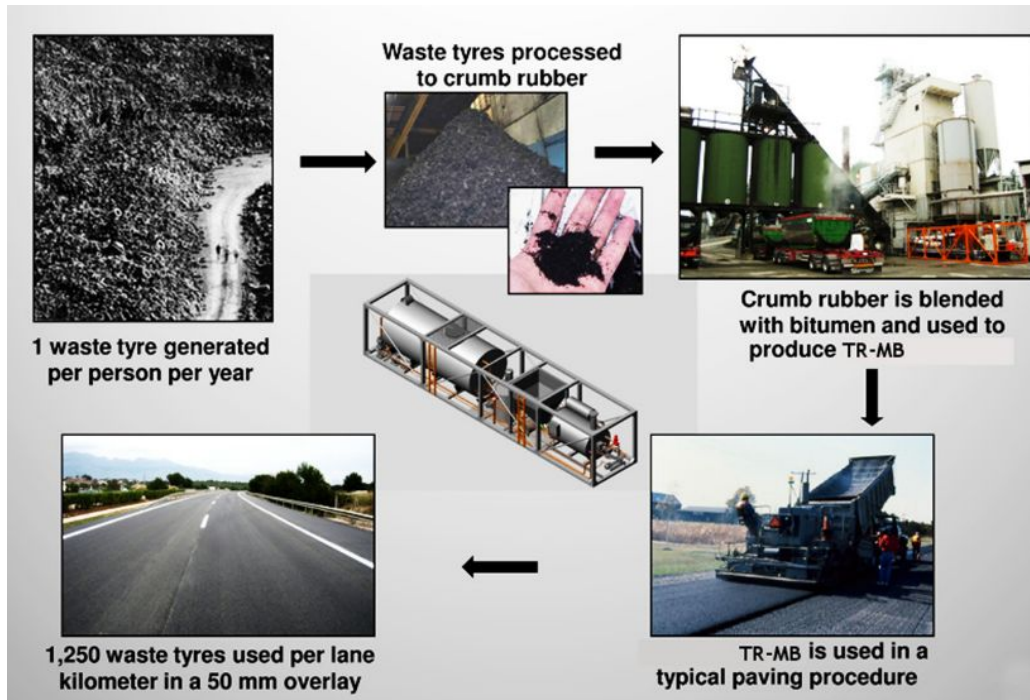 Waste tyres processed
to crumb rubber
1 waste tyre generated
per person per year
Crumb rubber is blended
with bitumen and used to
produce TR-MB
TR-MB is used in a
typical paving procedure
1,250 waste tyres used per lane
kilometer in a 50 mm overlay